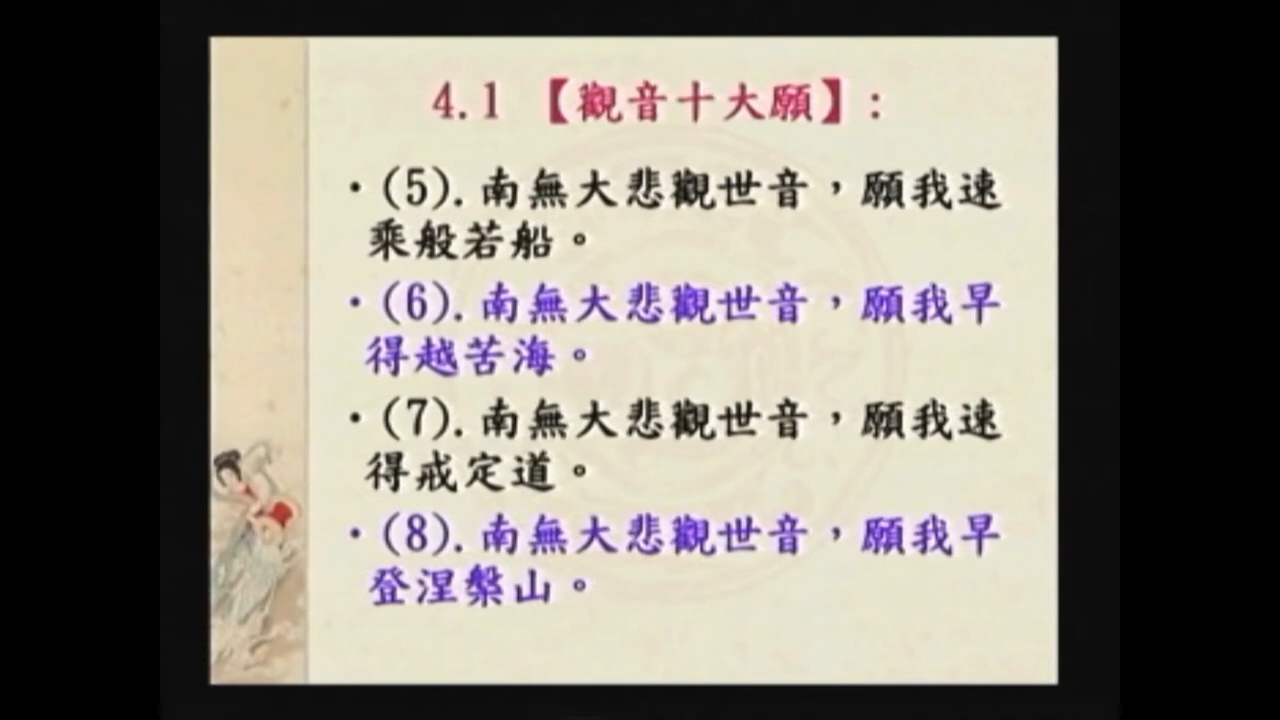 4.1 【觀音十大願】:
•(5).南無大悲觀世音，願我速
乘般若船。
•(6).南無大悲觀世音，願我早
得越苦海。
•(7).南無大悲觀世音，願我速
得戒定道。
•(8).南無大悲觀世音，願我早
登涅槃山。